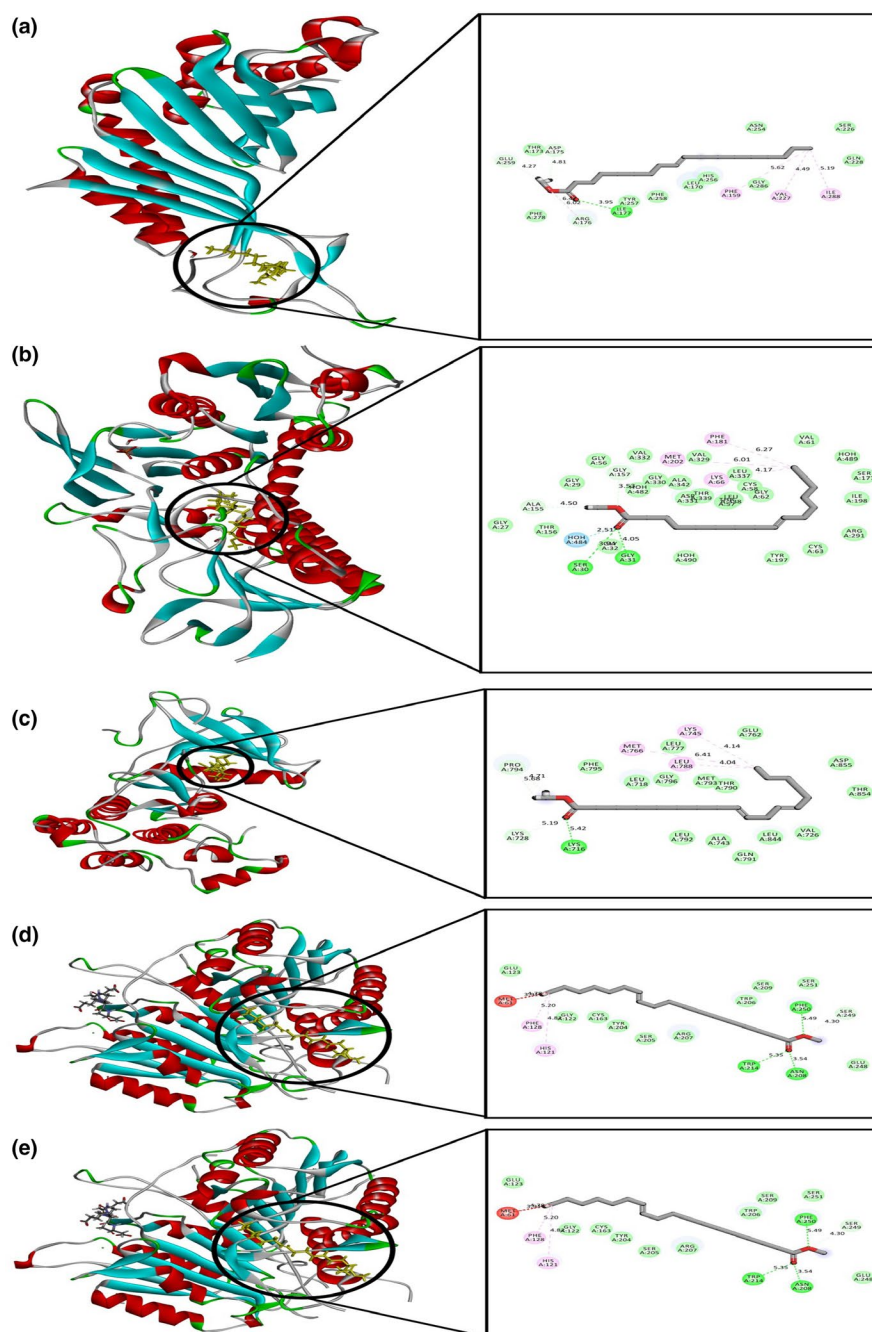 (a)
ASN
A:254
SER
A:226
GLU
A:259
THR
A:173
ASP
A:175
4.27
4.81
GLN
A:228
5.62
4.49
5.19
LEU
A:170
HIS
A:256
GLY
A:286
PHE
A:159
VAL
A:227
ILE
A:288
PHE
A:278
ARG
A:176
6.02
3.95
ILE
TYR
A:257
PHE
A:258
(b)
PHE
A:181
VAL
A:61
6.27
GLY
A:56
VAL
A:332
MET
A:202
VAL
A:329
6.01
HOH
A:489
GLY
A:29
GLY
A:157
GLY
A:330
ALA
A:342
LYS
A:66
LEU
A:337
4.17
HOH
A:482
THR
A:339
CYS
GLY
A:62
ILE
A:198
ALA
A:155
4.50
GLY
A:27
THR
A:156
HOH
A:484
2.51
4.05
A:32
SER
A:30
GLY
A:31
HOH
A:490
TYR
A:197
CYS
A:63
ARG
A:291
(c)
LYS
A:745
GLU
A:762
MET
A:766
LEU
A:777
4.14
6.41
4.04
LEU
A:788
PRO
A:794
PHE
A:795
LEU
A:718
GLY
A:796
MET
A:793
THR
A:790
ASP
A:855
THR
A:854
5.19
5.42
LYS
A:728
LYS
A:716
LEU
A:792
ALA
A:743
GLN
A:791
LEU
A:844
VAL
A:726
(d)
GLU
A:123
SER
A:209
SER
A:251
TRP
A:206
PHE
A:250
5.20
5.49
SER
A:249
4.30
PHE
A:128
GLY
A:122
CYS
A:163
TYR
A:204
SER
A:205
ARG
A:207
HIS
A:121
5.35
3.54
TRP
A:214
ASN
A:208
GLU
A:248
(e)
GLU
A:123
SER
A:209
SER
A:251
TRP
A:206
PHE
A:250
5.20
5.49
SER
A:249
4.30
PHE
A:128
GLY
A:122
CYS
A:163
TYR
A:204
SER
A:205
ARG
A:207
HIS
A:121
5.35
3.54
TRP
A:214
ASN
A:208
GLU
A:248